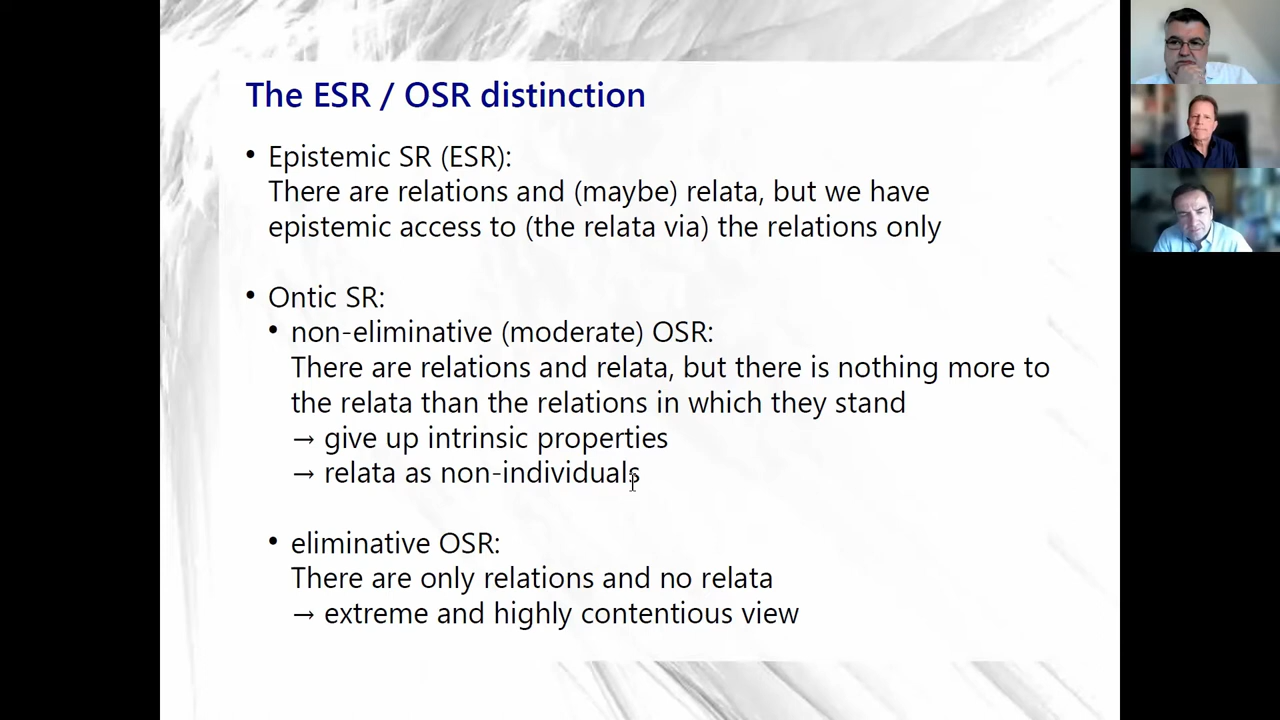 The ESR / OSR distinction
• Epistemic SR (ESR):
There are relations and (maybe) relata, but we have
epistemic access to (the relata via) the relations only
• Ontic SR:
• non-eliminative (moderate) OSR:
There are relations and relata, but there is nothing more to
the relata than the relations in which they stand
→ give up intrinsic properties
→ relata as non-individuals
• eliminative OSR:
There are only relations and no relata
→ extreme and highly contentious view